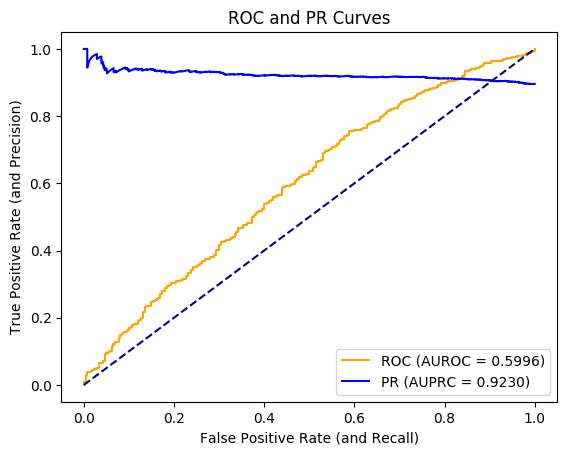 ROC and PR Curves
True Positive Rate (and Precision)
1.0
0.8
0.6
0.4
0.2
0.0
0.0 0.2 0.4 0.6 0.8 1.0
False Positive Rate (and Recall)
ROC (AUROC = 0.5996)
PR (AUPRC = 0.9230)